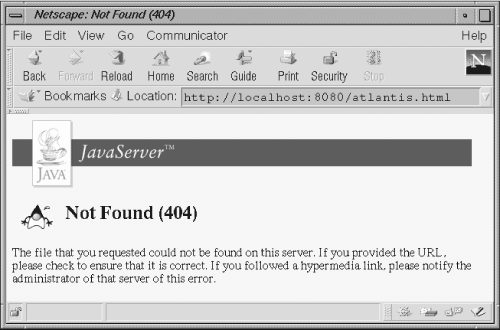 Netscape: Not Found (404)
File Edit View Go Communicator Help
Back Forward Reload Home Search Guide Print Security Stop
N
Bookmarks Location: http://localhost:8080/atlantis.html
JavaServer™
JAVA
Not Found (404)
The file that you requested could not be found on this server. If you provided the URL,
please check to ensure that it is correct. If you followed a hypermedia link, please notify the
administrator of that server of this error.